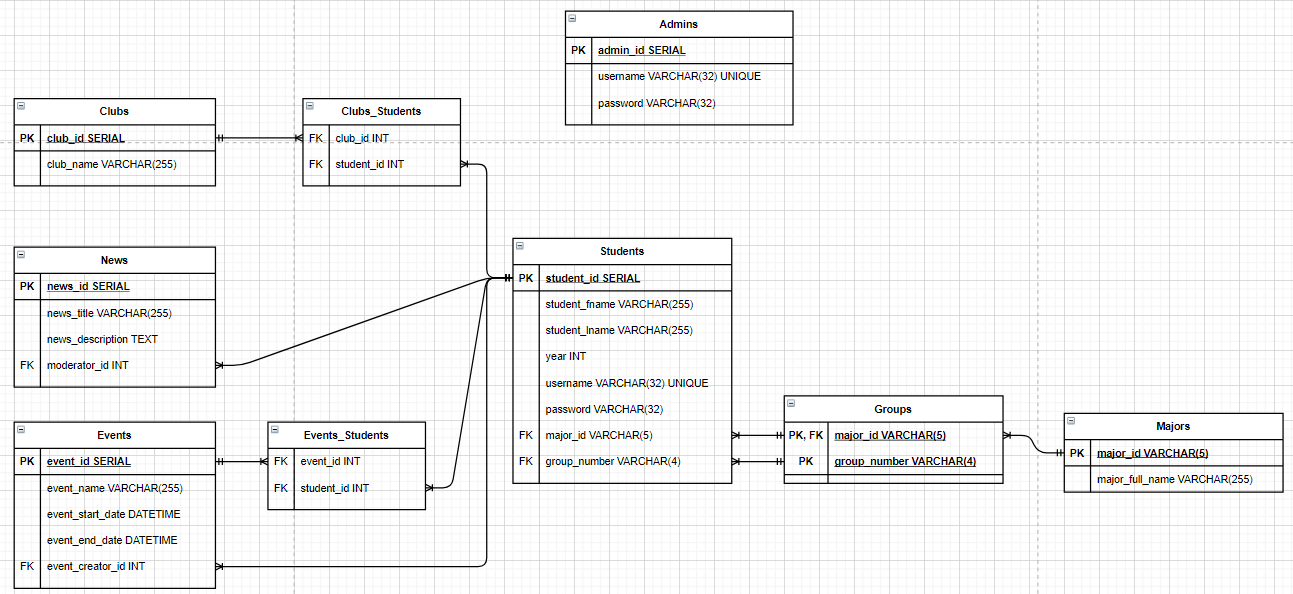 Admins
PK admin_id SERIAL
username VARCHAR(32) UNIQUE
password VARCHAR(32)
Clubs
PK club_id SERIAL
club_name VARCHAR(255)
Clubs_Students
FK club_id INT
FK student_id INT
News
PK news_id SERIAL
news_title VARCHAR(255)
news_description TEXT
FK moderator_id INT
Students
PK student_id SERIAL
student_fname VARCHAR(255)
student_lname VARCHAR(255)
year INT
username VARCHAR(32) UNIQUE
password VARCHAR(32)
FK major_id VARCHAR(5)
FK group_number VARCHAR(4)
Events
PK event_id SERIAL
event_name VARCHAR(255)
event_start_date DATETIME
event_end_date DATETIME
FK event_creator_id INT
Events_Students
FK event_id INT
FK student_id INT
Groups
PK, FK major_id VARCHAR(5)
PK group_number VARCHAR(4)
Majors
PK major_id VARCHAR(5)
major_full_name VARCHAR(255)